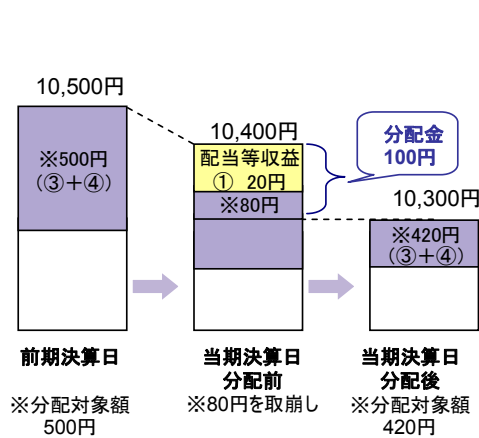 10,500円
※500円
(③+④)
前期決算日
※分配対象額
500円
10,400円
配当等収益
① 20円
※80円
当期決算日
分配前
※80円を取崩し
分配金
100円
10,300円
※420円
(③+④)
当期決算日
分配後
※分配対象額
420円